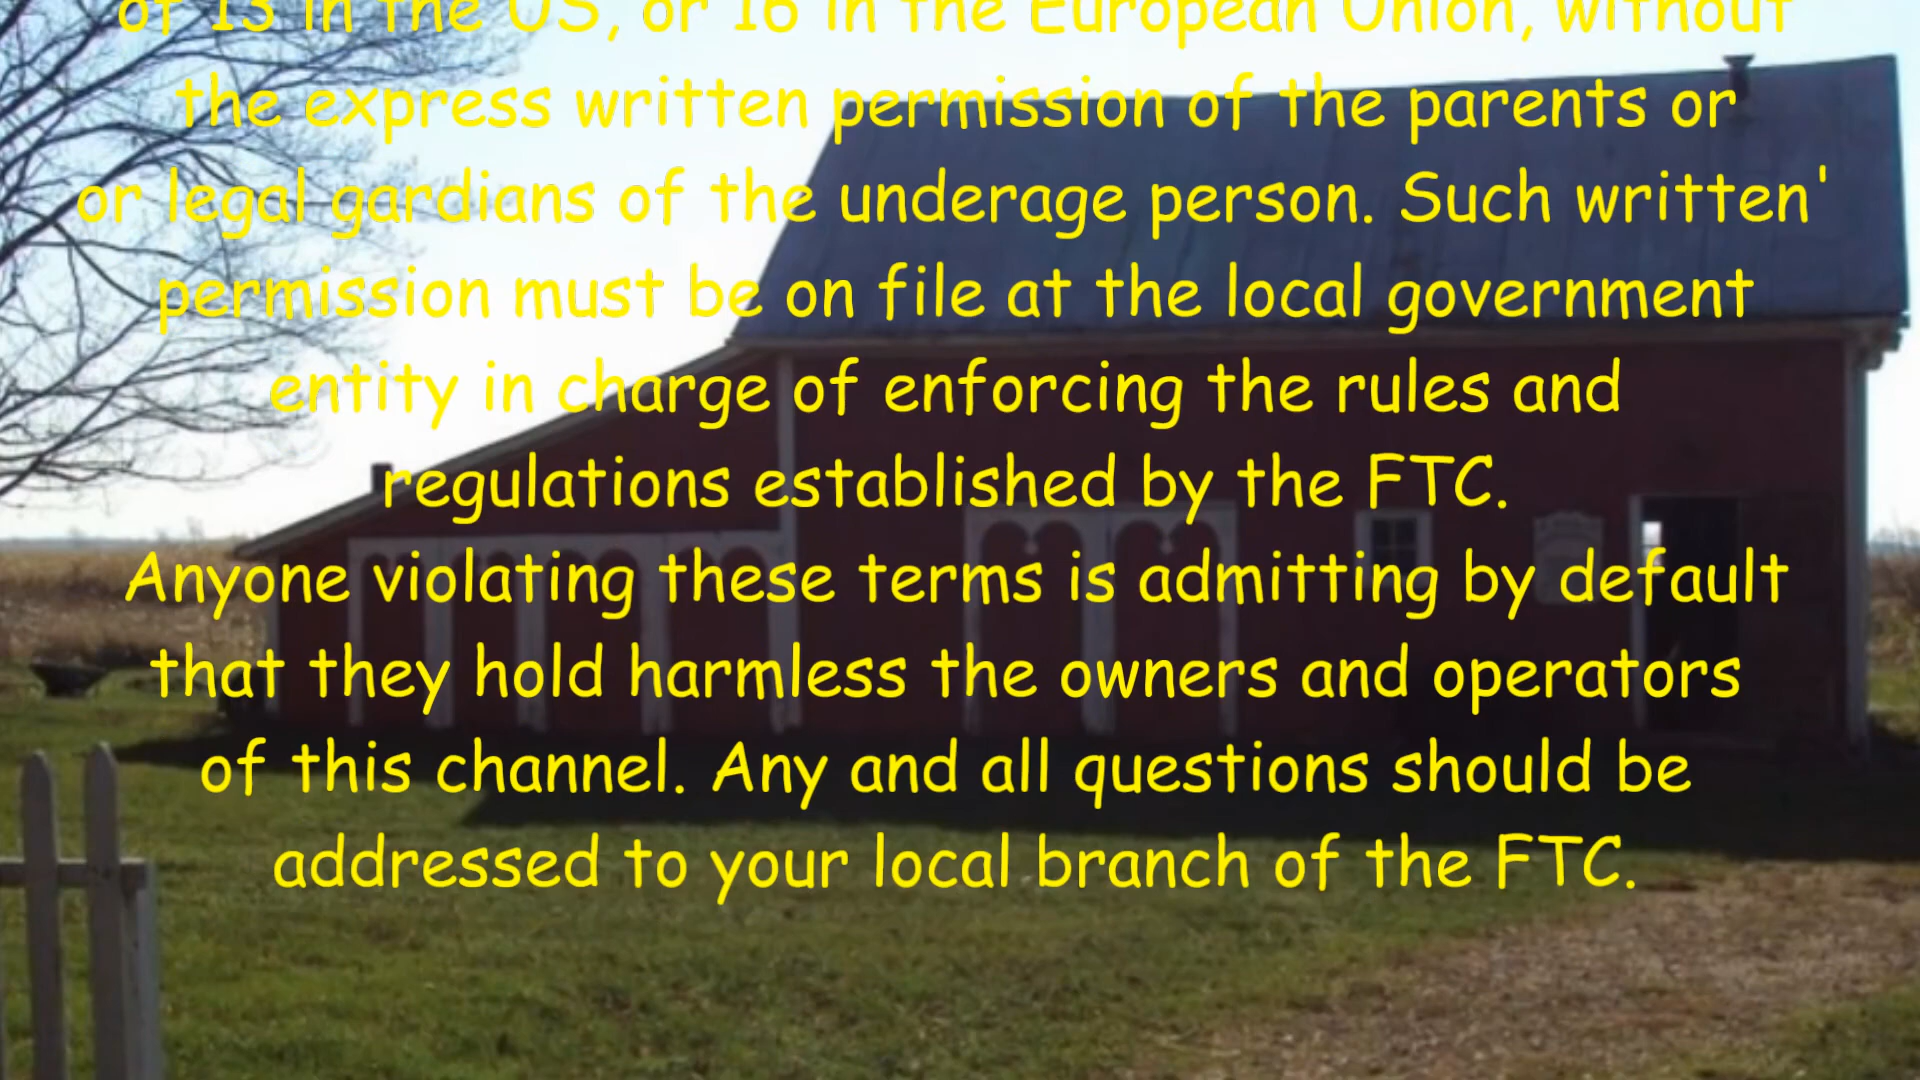 of 13 in the US, or 16 in the European Union, without
the express written permission of the parents or
or legal gardians of the underage person. Such written'
permission must be on file at the local government
entity in charge of enforcing the rules and
regulations established by the FTC.
Anyone violating these terms is admitting by default
that they hold harmless the owners and operators
of this channel. Any and all questions should be
addressed to your local branch of the FTC.